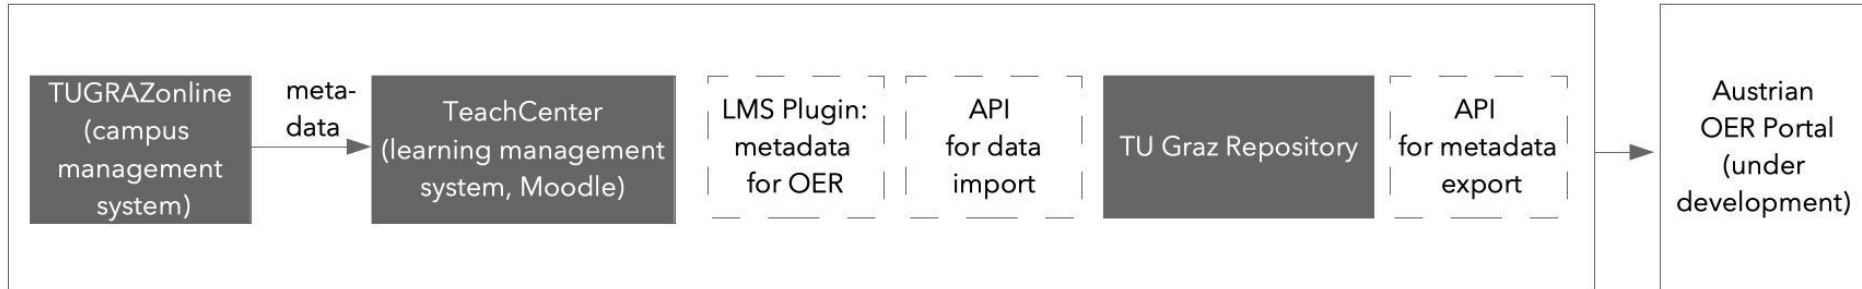 TUGRAZonline
(campus
management
system)
meta-
data
TeachCenter
(learning management
system, Moodle)
LMS Plugin:
metadata
for OER
API
for data
import
TU Graz Repository
API
for metadata
export
Austrian
OER Portal
(under
development)